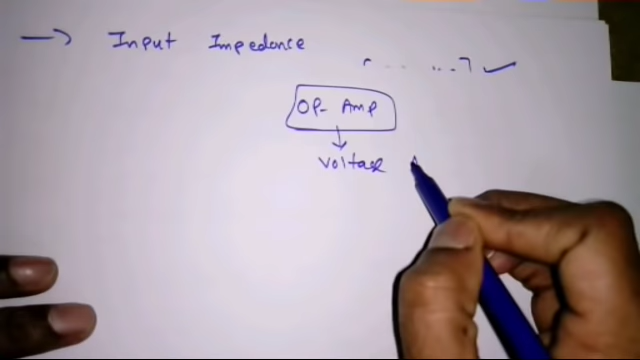 → Input Impedance
Op- Amp
Voltage